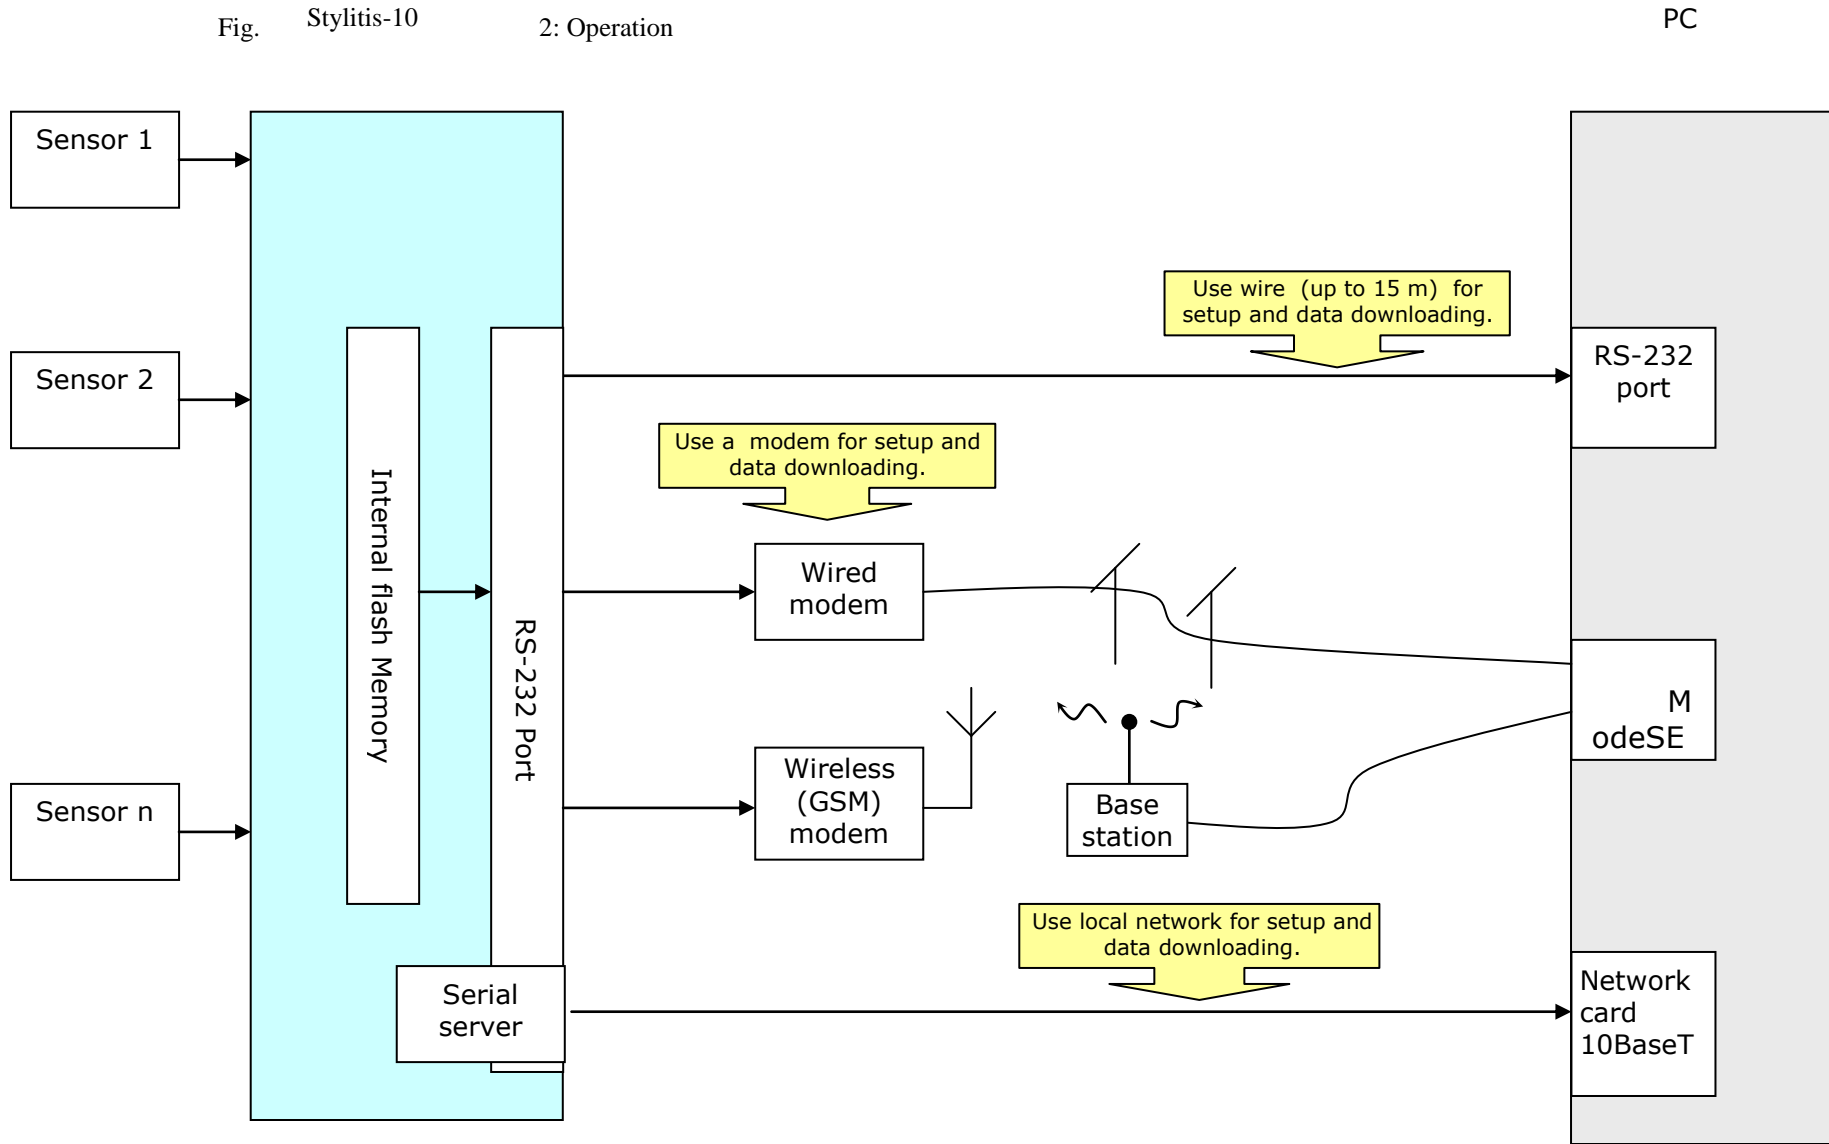 Fig.
Stylitis-10
2: Operation
PC
Sensor 1
Sensor 2
Sensor n
Internal flash Memory
RS-232 Port
Serial
server
Use wire (up to 15 m) for
setup and data downloading.
RS-232
port
Use a modem for setup and
data downloading.
Wired
modem
Wireless
(GSM)
modem
Base
station
M
odeSE
Use local network for setup and
data downloading.
Network
card
10BaseT